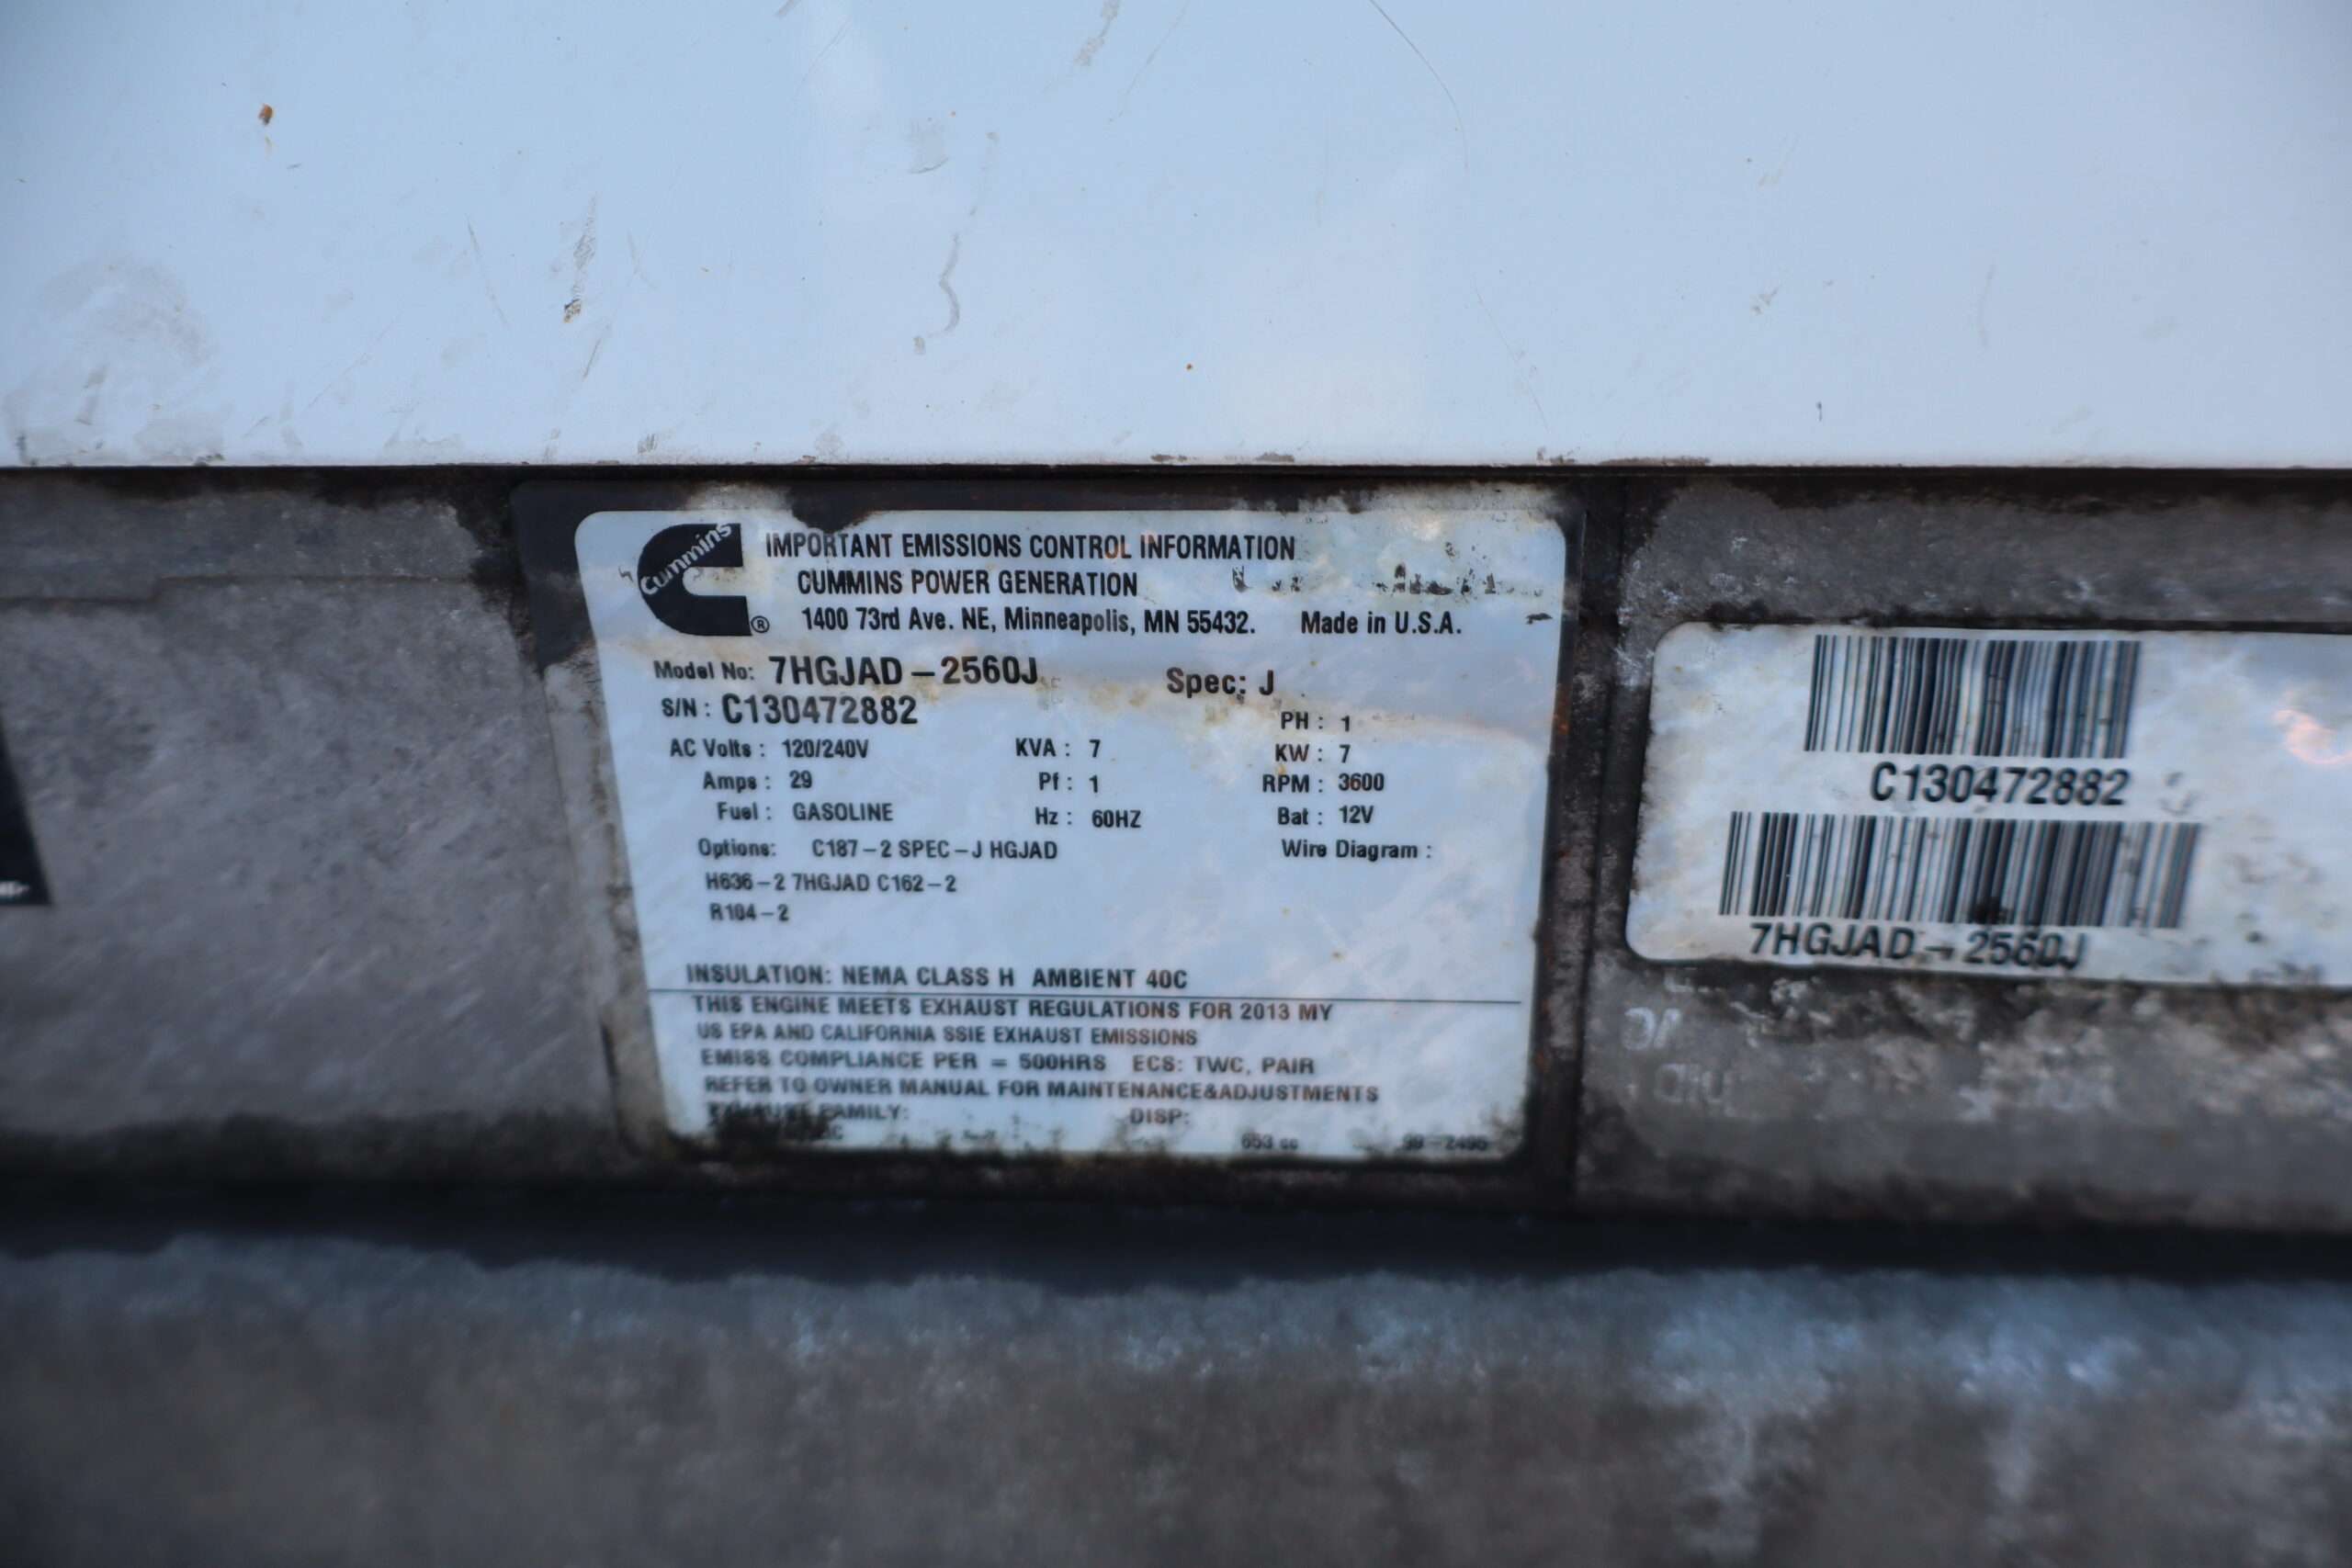 Cummins
®
IMPORTANT EMISSIONS CONTROL INFORMATION
CUMMINS POWER GENERATION
1400 73rd Ave. NE, Minneapolis, MN 55432. Made in U.S.A.
Model No: 7HGJAD-2560J Spec: J
S/N: C130472882 PH: 1
AC Volts: 120/240V KVA: 7 KW: 7
Amps: 29 Pf: 1 RPM: 3600
Fuel: GASOLINE Hz: 60HZ Bat: 12V
Options: C187-2 SPEC-J HGJAD Wire Diagram:
H636-2 7HGJAD C162-2
R104-2
INSULATION: NEMA CLASS H AMBIENT 40C
THIS ENGINE MEETS EXHAUST REGULATIONS FOR 2013 MY
US EPA AND CALIFORNIA SSIE EXHAUST EMISSIONS
EMISS COMPLIANCE PER = 500HRS ECS: TWC, PAIR
REFER TO OWNER MANUAL FOR MAINTENANCE&ADJUSTMENTS
EXHAUST FAMILY: DISP:
653 cc
C130472882
7HGJAD-2560J